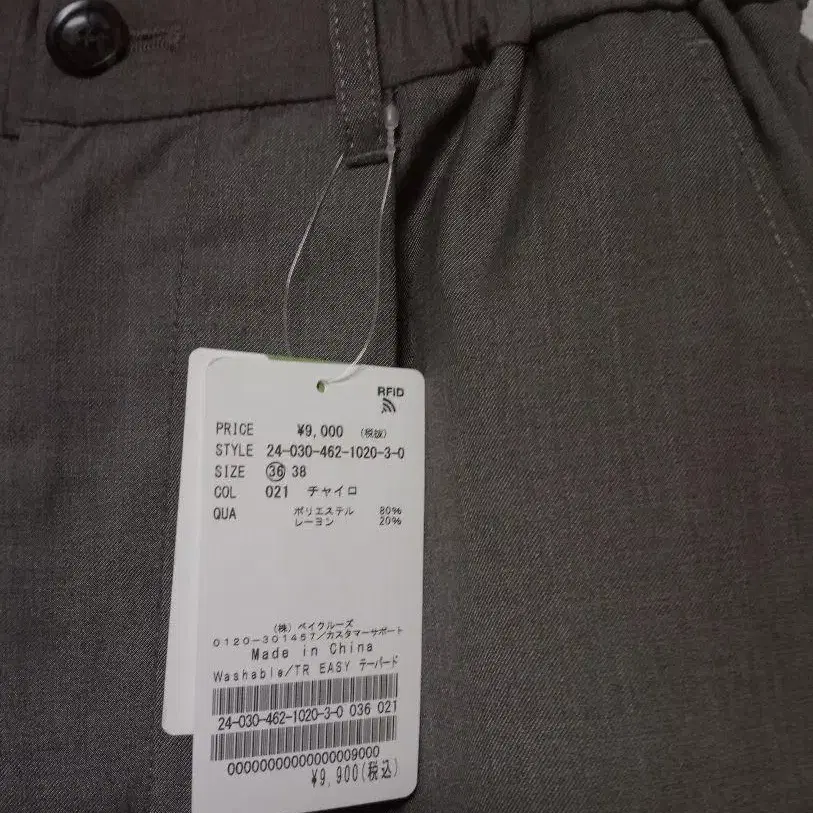 RFID
PRICE ¥9,000 (税抜)
STYLE 24-030-462-1020-3-0
SIZE 36 38
COL 021 チャイロ
QUA ポリエステル 80%
レーヨン 20%
(株) ベイクルーズ
0120-301457/カスタマーサポート
Made in China
Washable/TR EASY テーパード
24-030-462-1020-3-0 036 021
00000000000000009000
¥9,900(税込)